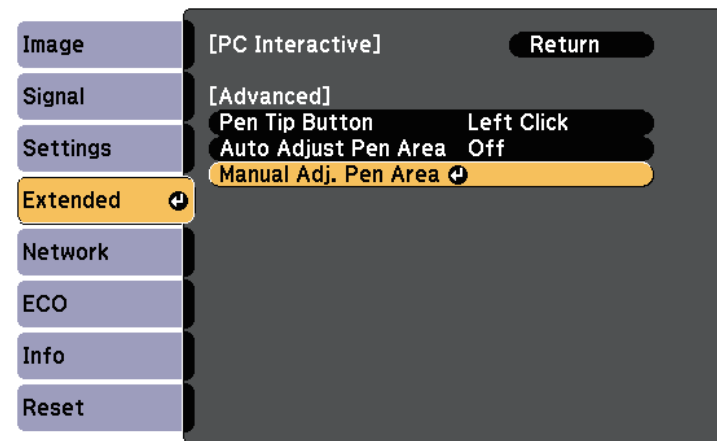 Image
Signal
Settings
Extended
Network
ECO
Info
Reset
[PC Interactive] Return
[Advanced]
Pen Tip Button Left Click
Auto Adjust Pen Area Off
Manual Adj. Pen Area